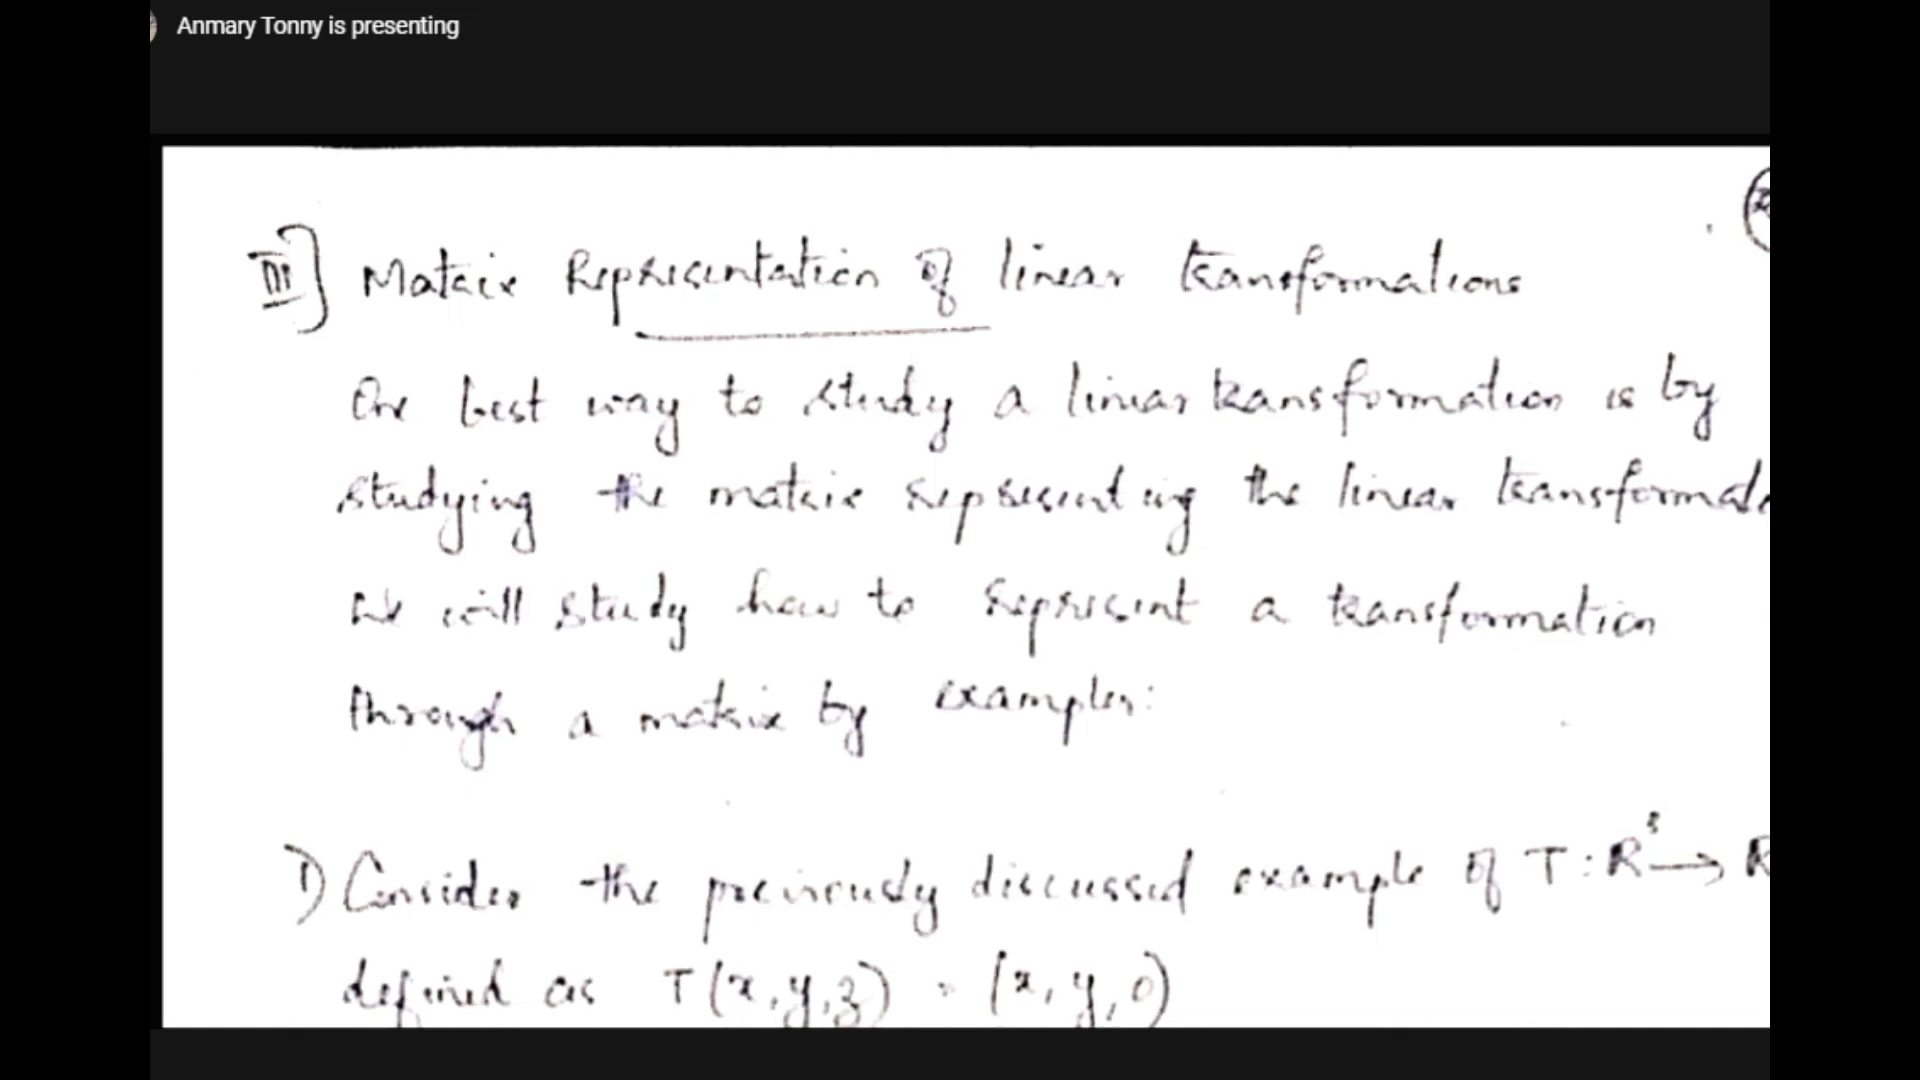 Anmary Tonny is presenting
III] Matrix Representation of linear transformations
One best way to study a linear transformation is by
studying the matrix representing the linear transformati
We will study how to represent a transformation
through a matrix by examples:
1) Consider the previously discussed example of T : R³ → R
defined as T(x, y, z) = (x, y, 0)